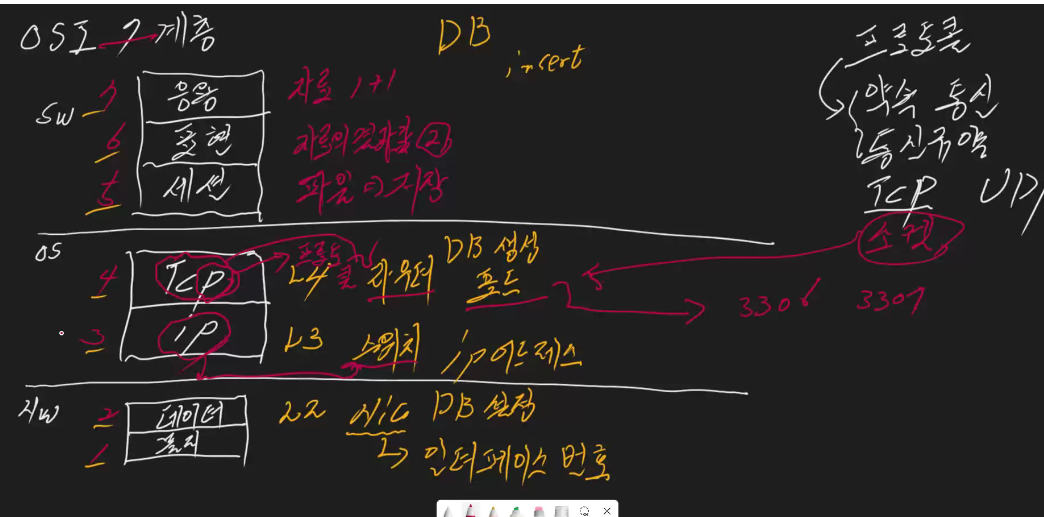 OSI 7 계층
DB
insert
프로토콜
약속 통신
통신규약
TCP UDP
소켓
SW
7 응용 자료 1+1
6 표현 자료의 결과값 ②
5 세션 파일 → 저장
OS
4 TCP 프로토콜 L4 라우터 DB 생성
포트 3306 3307
3 IP L3 스위치 ip 어드레스
H/W
2 데이터 L2 NIC DB 설정
1 물리
인터페이스 번호